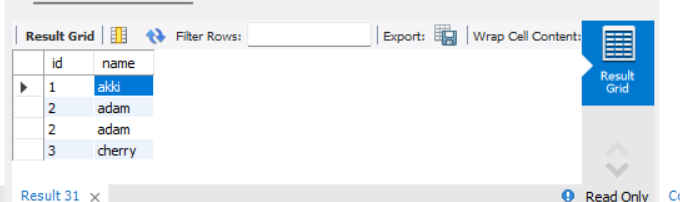 Result Grid Filter Rows: Export: Wrap Cell Content:
id name
1 akki
2 adam
2 adam
3 cherry
Result
Grid
Result 31 × Read Only